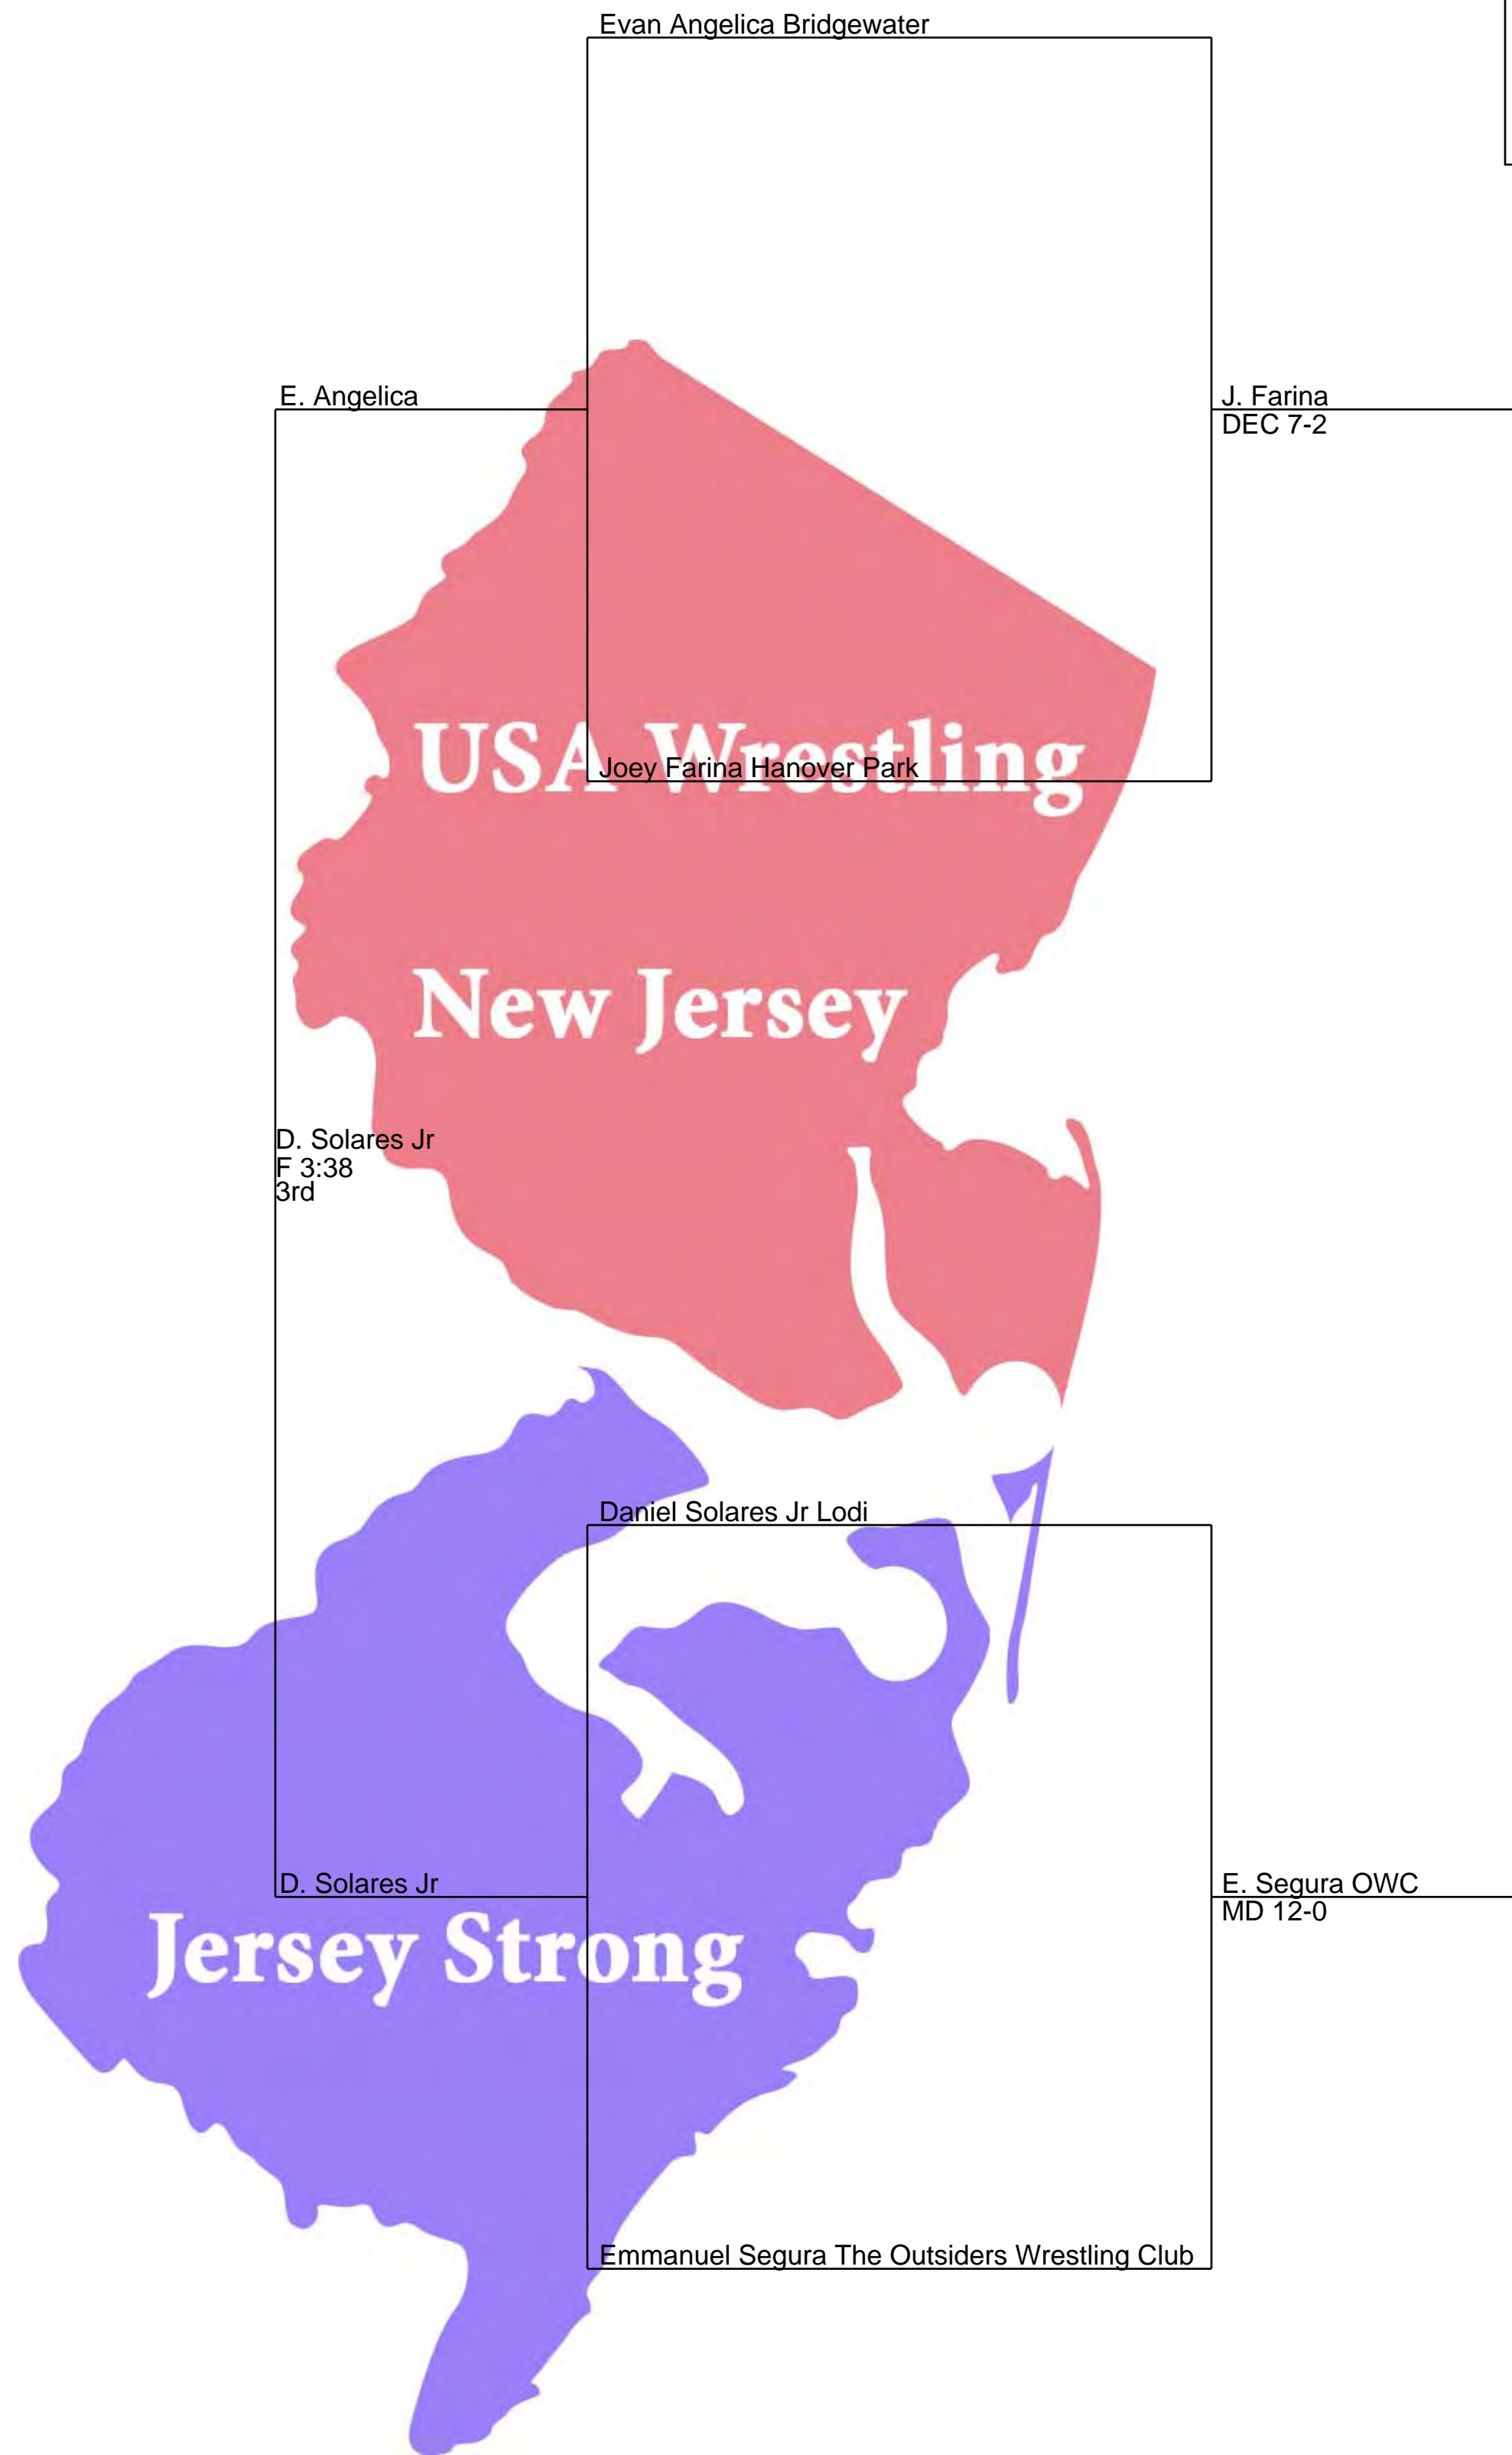 Evan Angelica Bridgewater
E. Angelica
J. Farina
DEC 7-2
USA Wrestling
Joey Farina Hanover Park
New Jersey
D. Solares Jr
F 3:38
3rd
Daniel Solares Jr Lodi
D. Solares Jr
E. Segura OWC
MD 12-0
Jersey Strong
Emmanuel Segura The Outsiders Wrestling Club